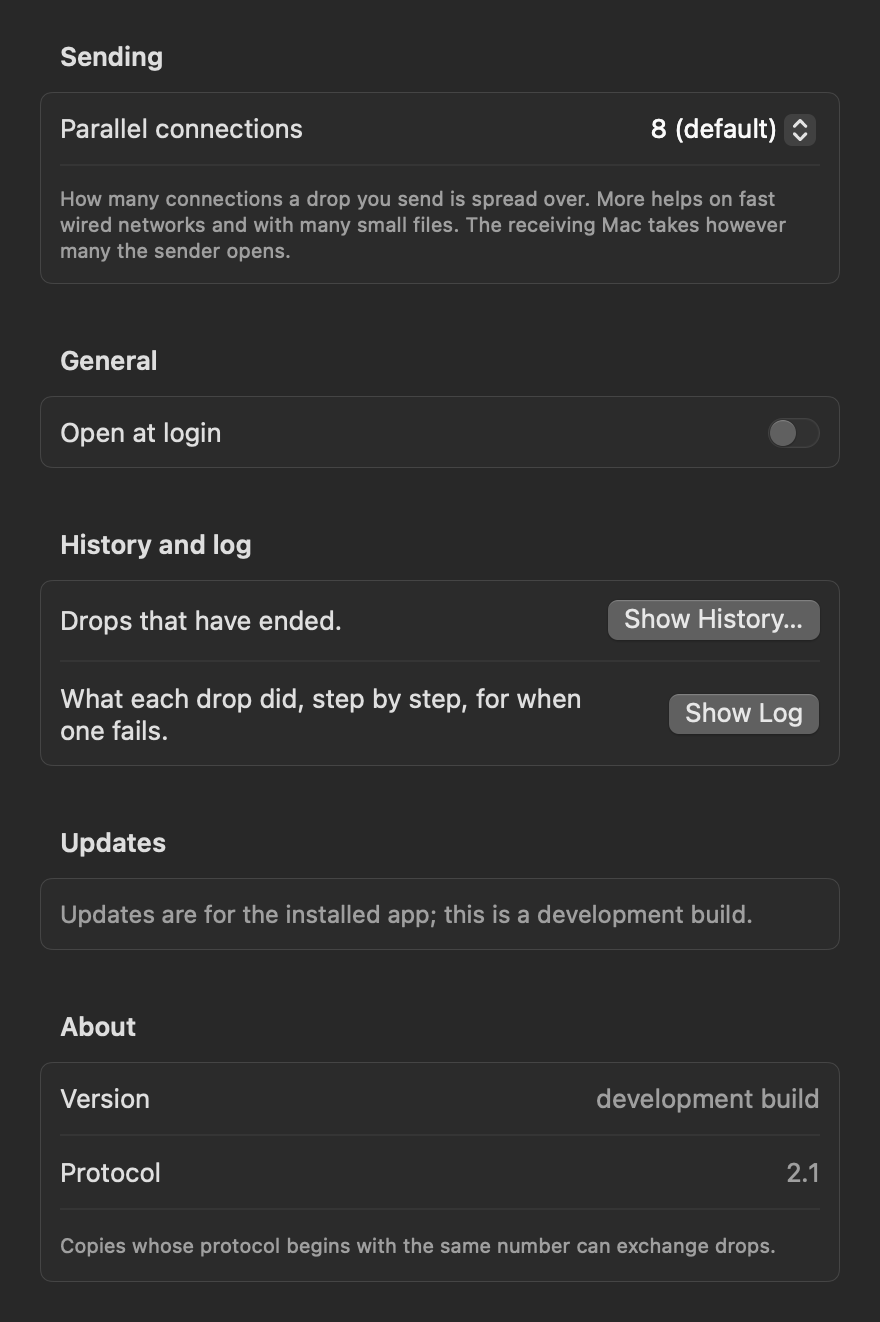 Sending
Parallel connections
8 (default)
How many connections a drop you send is spread over. More helps on fast
wired networks and with many small files. The receiving Mac takes however
many the sender opens.
General
Open at login
History and log
Drops that have ended.
Show History...
What each drop did, step by step, for when
one fails.
Show Log
Updates
Updates are for the installed app; this is a development build.
About
Version
development build
Protocol
2.1
Copies whose protocol begins with the same number can exchange drops.